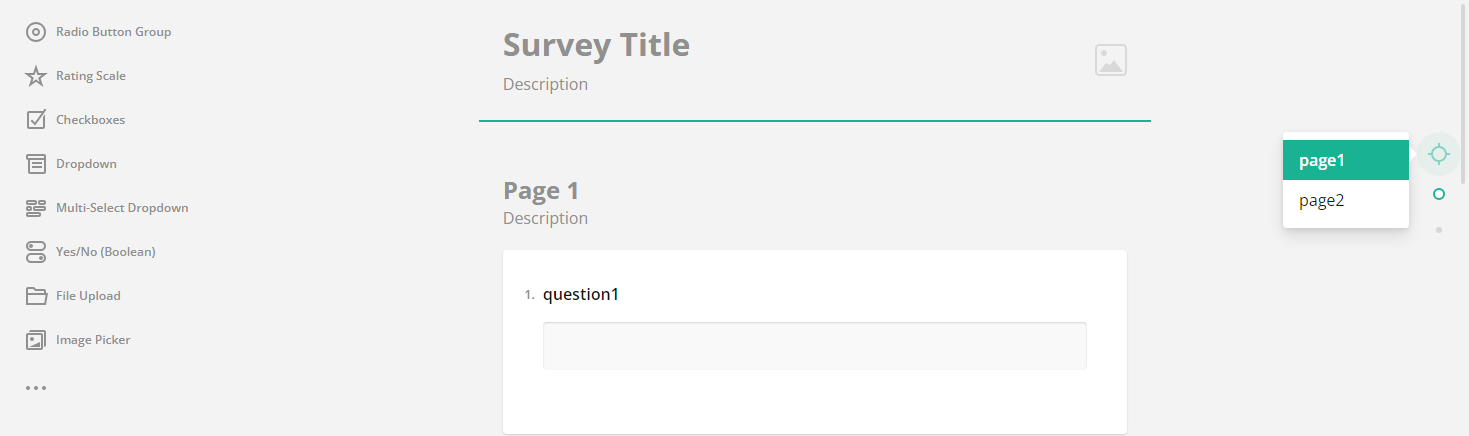 Radio Button Group
Rating Scale
Checkboxes
Dropdown
Multi-Select Dropdown
Yes/No (Boolean)
File Upload
Image Picker
Survey Title
Description
Page 1
Description
1. question1
page1
page2